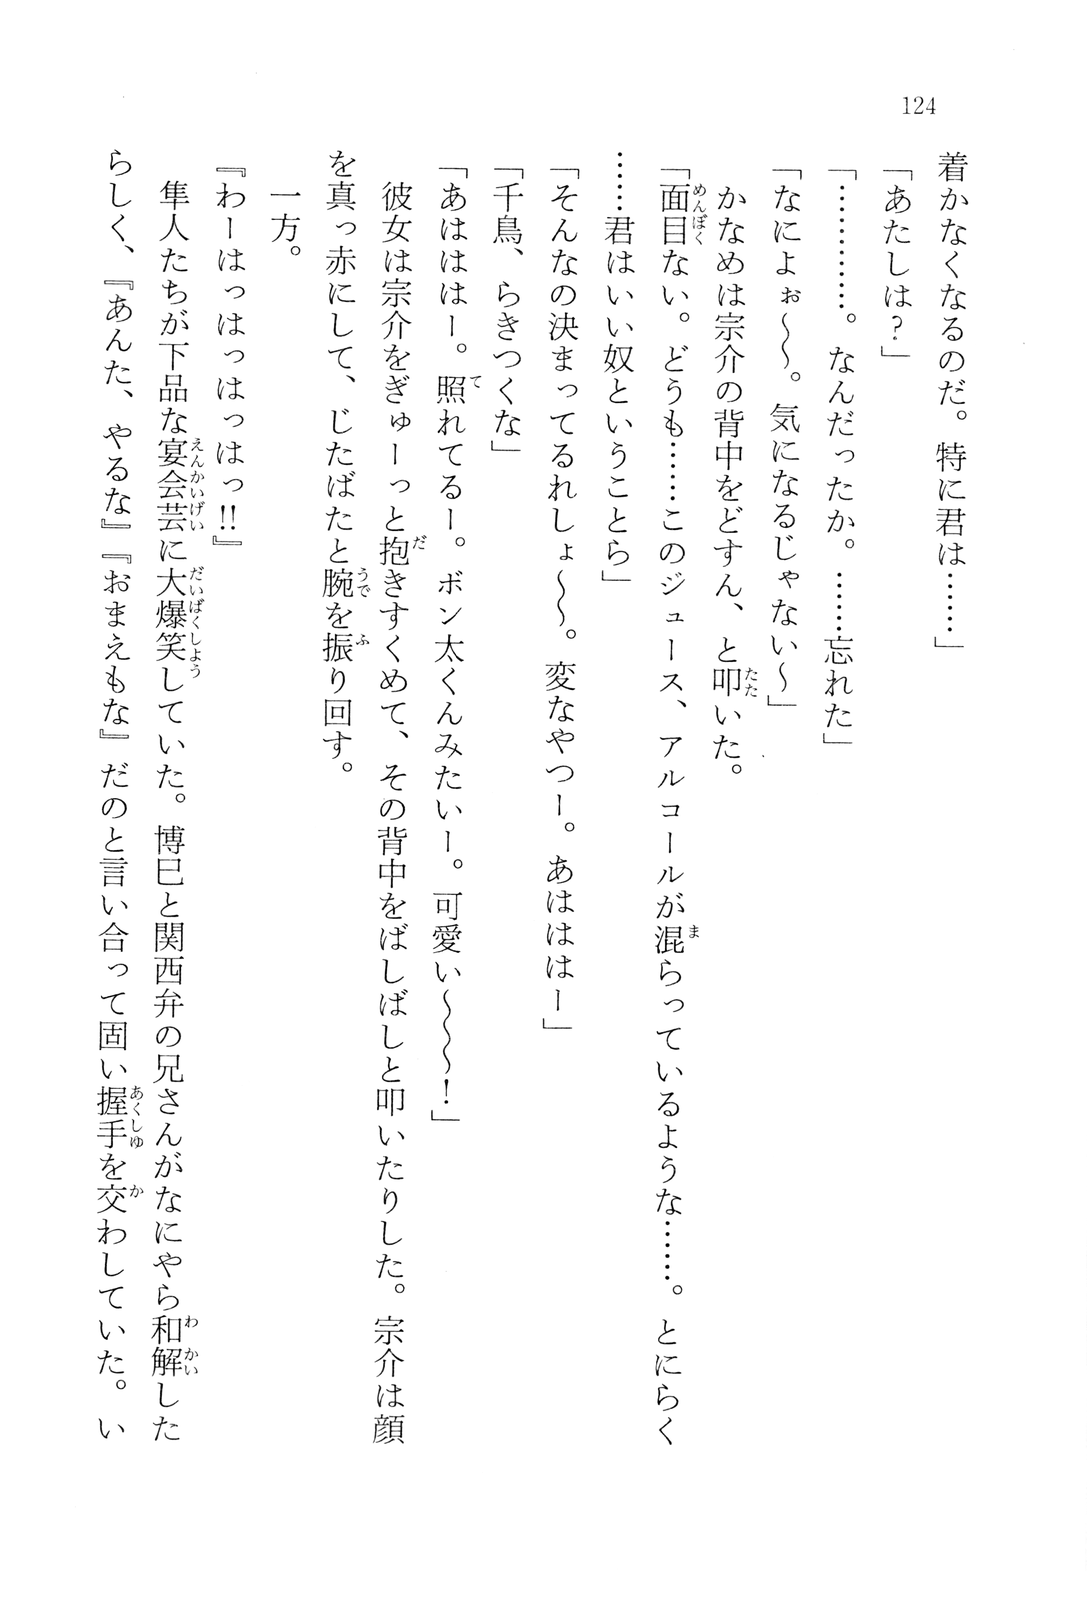 124
着かなくなるのだ。特に君は……」
「あたしは？」
「…………。なんだったか。……忘れた」
「なによぉ～～。気になるじゃない～」
かなめは宗介の背中をどすん、と叩いた。
「面目ない。どうも……このジュース、アルコールが混らっているような……。とにらく
……君はいい奴ということら」
「そんなの決まってるれしょ～～。変なやつー。あははははー」
「千鳥、らきつくな」
「あははははー。照れてるー。ボン太くんみたいー。可愛い～～～！」
彼女は宗介をぎゅーっと抱きすくめて、その背中をばしばしと叩いたりした。宗介は顔
を真っ赤にして、じたばたと腕を振り回す。
一方。
『わーはっはっはっはっ!!』
隼人たちが下品な宴会芸に大爆笑していた。博巳と関西弁の兄さんがなにやら和解した
らしく、『あんた、やるな』『おまえもな』だのと言い合って固い握手を交わしていた。い